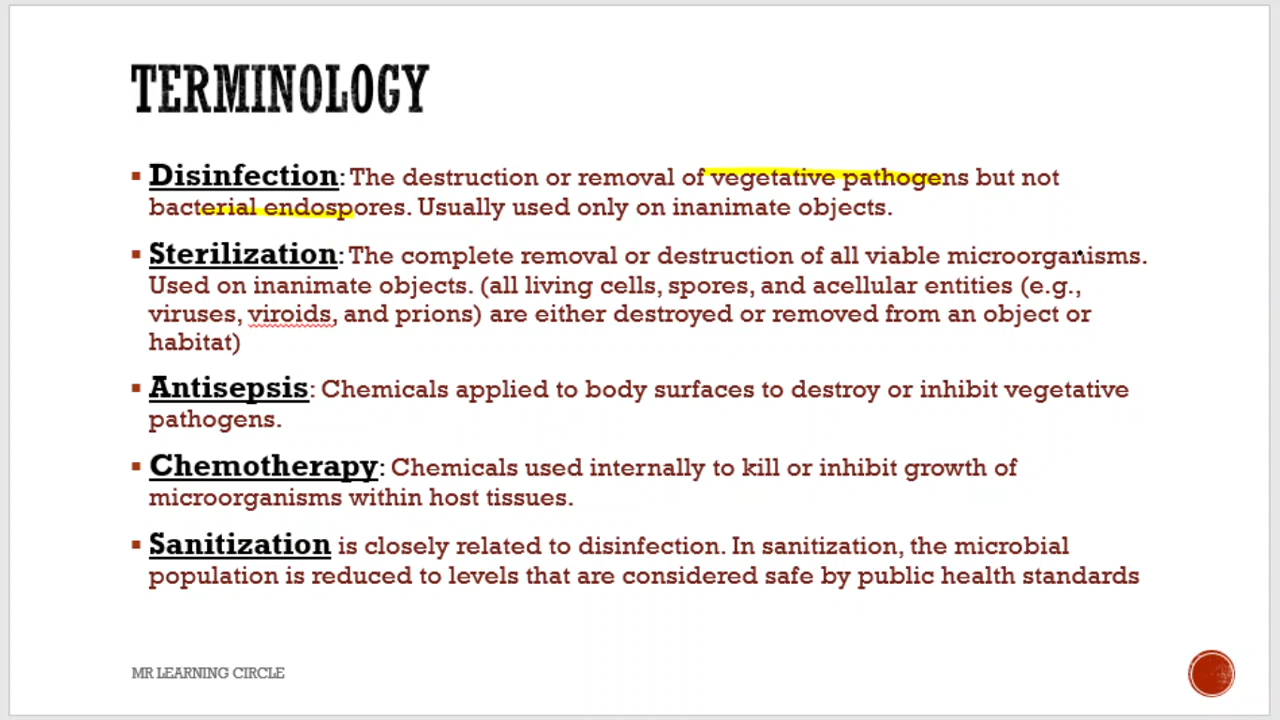 TERMINOLOGY
▪ Disinfection: The destruction or removal of vegetative pathogens but not
bacterial endospores. Usually used only on inanimate objects.
▪ Sterilization: The complete removal or destruction of all viable microorganisms.
Used on inanimate objects. (all living cells, spores, and acellular entities (e.g.,
viruses, viroids, and prions) are either destroyed or removed from an object or
habitat)
▪ Antisepsis: Chemicals applied to body surfaces to destroy or inhibit vegetative
pathogens.
▪ Chemotherapy: Chemicals used internally to kill or inhibit growth of
microorganisms within host tissues.
▪ Sanitization is closely related to disinfection. In sanitization, the microbial
population is reduced to levels that are considered safe by public health standards
MR LEARNING CIRCLE